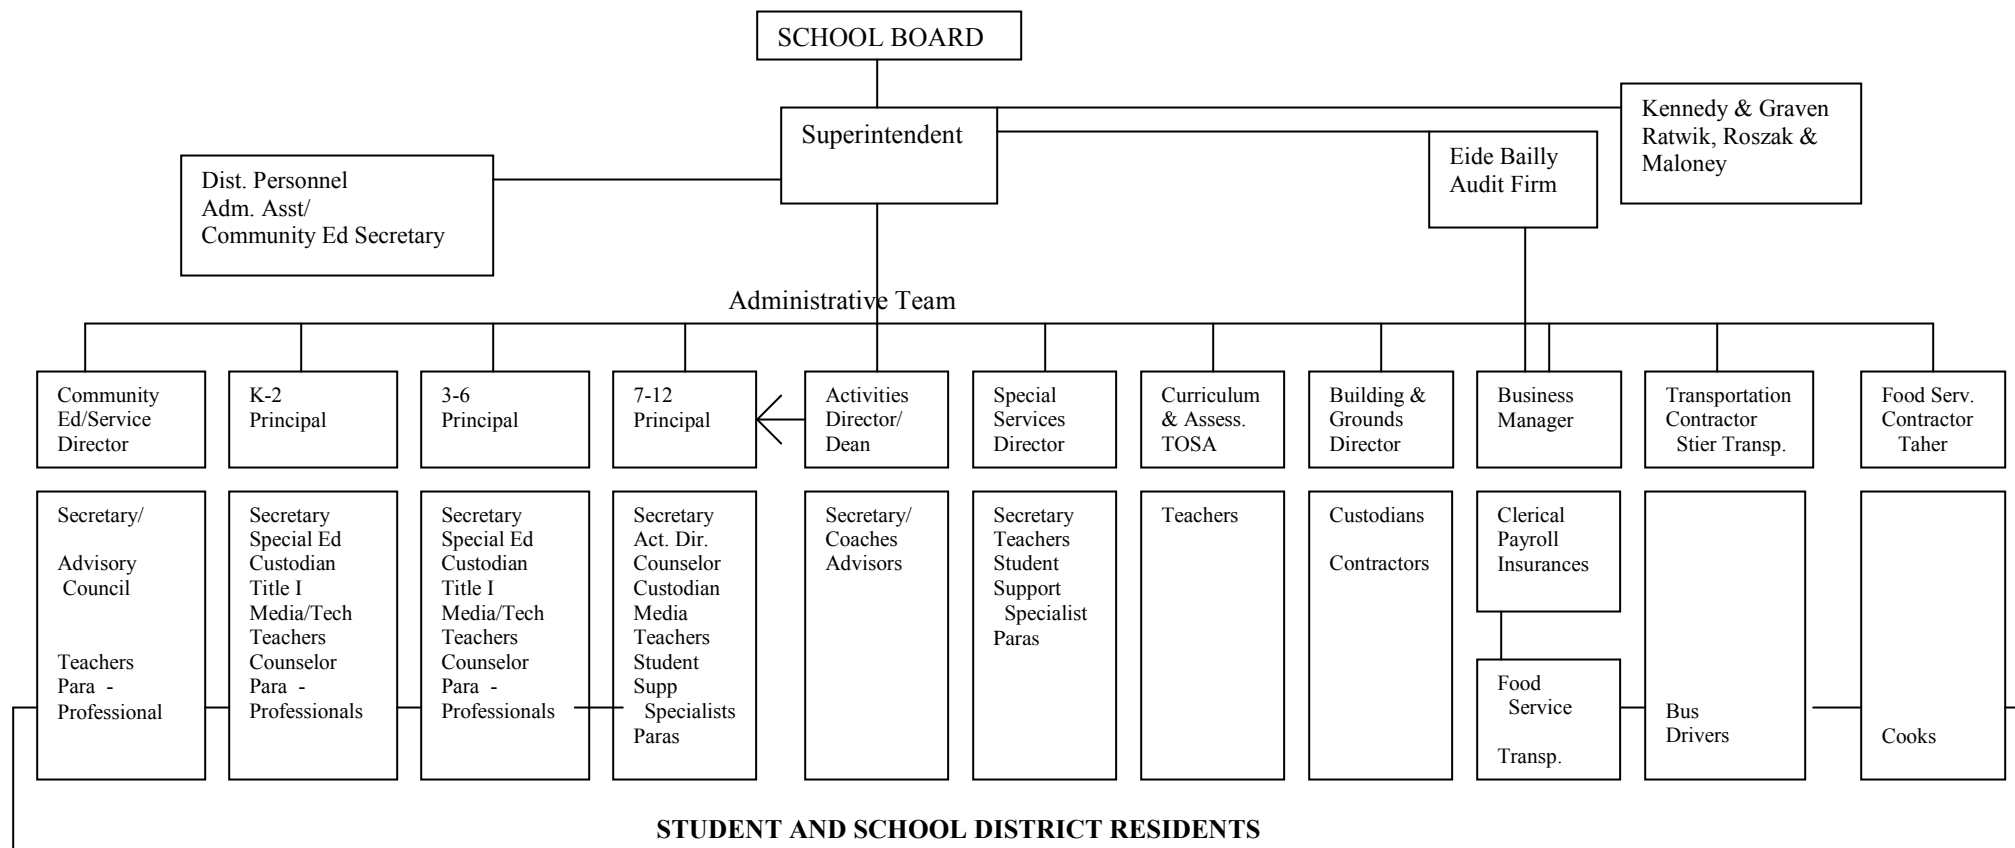 SCHOOL BOARD
Superintendent
Kennedy & Graven
Ratwik, Roszak &
Maloney
Eide Bailly
Audit Firm
Dist. Personnel
Adm. Asst/
Community Ed Secretary
Administrative Team
Community
Ed/Service
Director
K-2
Principal
3-6
Principal
7-12
Principal
Activities
Director/
Dean
Special
Services
Director
Curriculum
& Assess.
TOSA
Building &
Grounds
Director
Business
Manager
Transportation
Contractor
Stier Transp.
Food Serv.
Contractor
Taher
Secretary/
Advisory
Council
Teachers
Para -
Professional
Secretary
Special Ed
Custodian
Title I
Media/Tech
Teachers
Counselor
Para -
Professionals
Secretary
Special Ed
Custodian
Title I
Media/Tech
Teachers
Counselor
Para -
Professionals
Secretary
Act. Dir.
Counselor
Custodian
Media
Teachers
Student
Supp
Specialists
Paras
Secretary/
Coaches
Advisors
Secretary
Teachers
Student
Support
Specialist
Paras
Teachers
Custodians
Contractors
Clerical
Payroll
Insurances
Food
Service
Transp.
Bus
Drivers
Cooks
STUDENT AND SCHOOL DISTRICT RESIDENTS